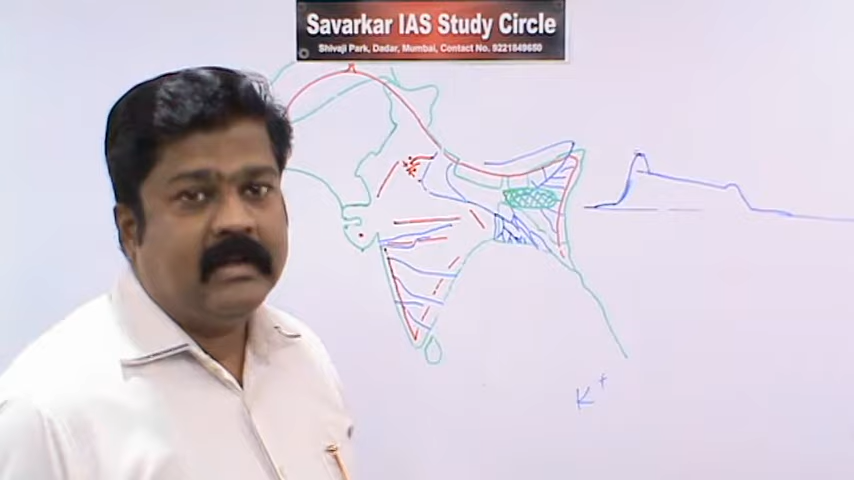 Savarkar IAS Study Circle
Shivaji Park, Dadar, Mumbai, Contact No. 9221849650
K+